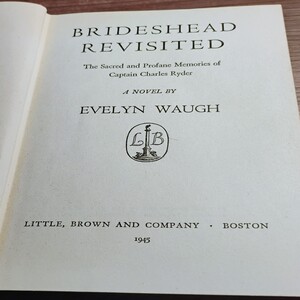 BRIDESHEAD
REVISITED
The Sacred and Profane Memories of
Captain Charles Ryder
A NOVEL BY
EVELYN WAUGH
L B
LITTLE, BROWN AND COMPANY · BOSTON
1945